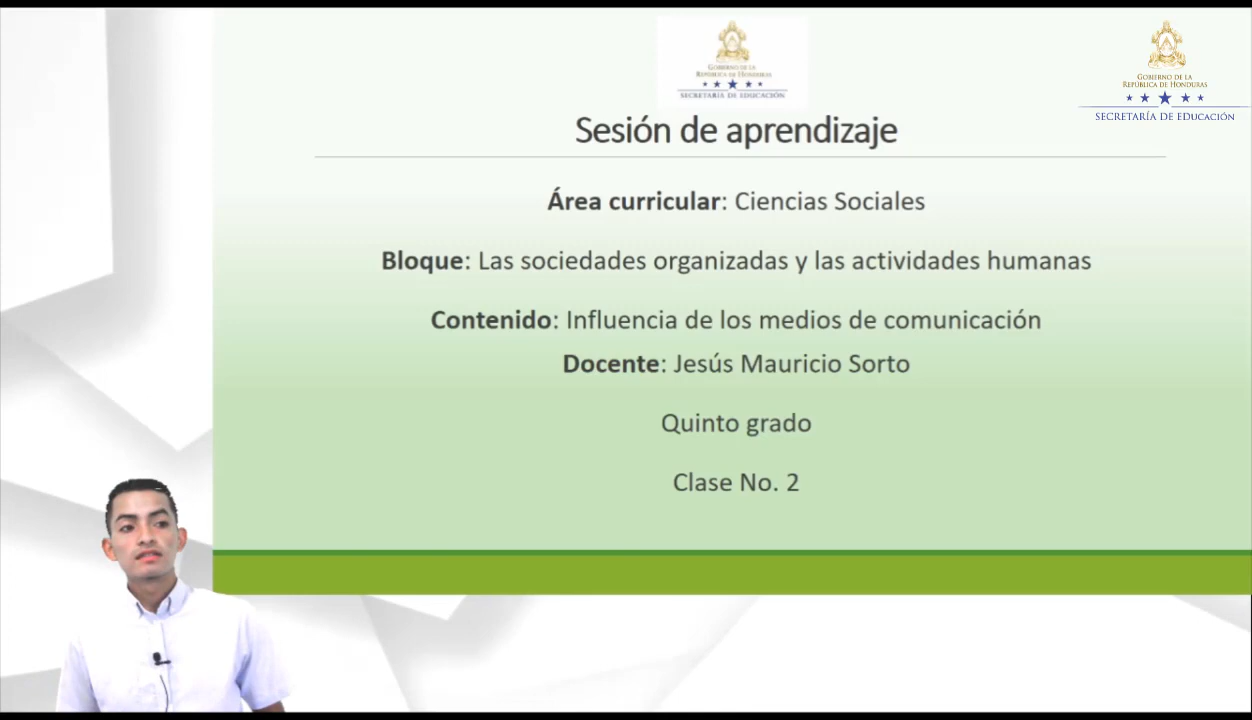 GOBIERNO DE LA
REPÚBLICA DE HONDURAS
SECRETARÍA DE EDUCACIÓN
GOBIERNO DE LA
REPÚBLICA DE HONDURAS
SECRETARÍA DE EDUCACIÓN
Sesión de aprendizaje
Área curricular: Ciencias Sociales
Bloque: Las sociedades organizadas y las actividades humanas
Contenido: Influencia de los medios de comunicación
Docente: Jesús Mauricio Sorto
Quinto grado
Clase No. 2